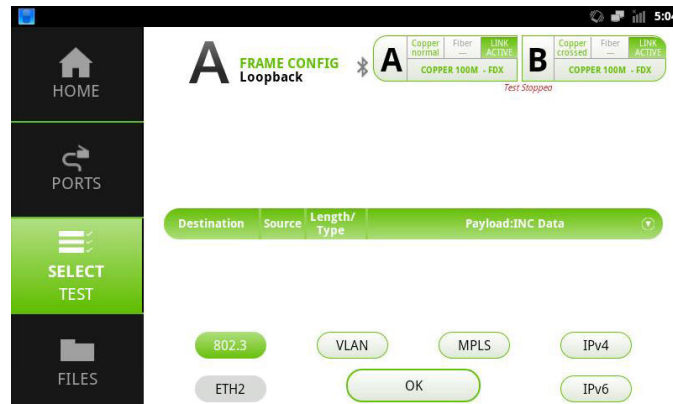 5:04
HOME
PORTS
SELECT
TEST
FILES
A FRAME CONFIG
Loopback
A
Copper normal
Fiber
—
LINK ACTIVE
COPPER 100M - FDX
B
Copper crossed
Fiber
—
LINK ACTIVE
COPPER 100M - FDX
Test Stopped
Destination
Source
Length/
Type
Payload:INC Data
802.3
VLAN
MPLS
IPv4
ETH2
OK
IPv6